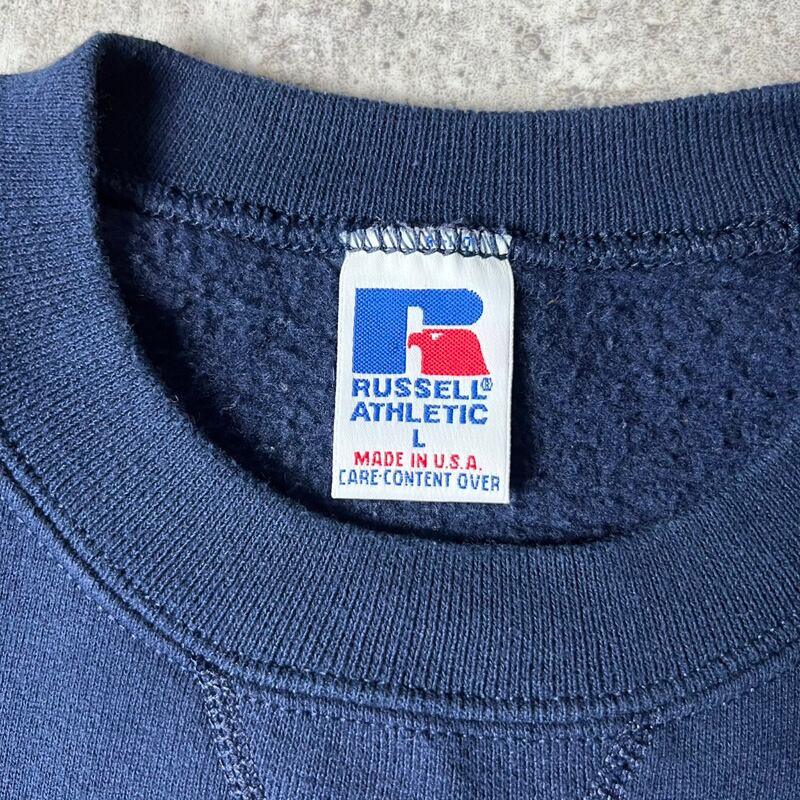 RUSSELL®
ATHLETIC
L
MADE IN U.S.A.
CARE-CONTENT OVER